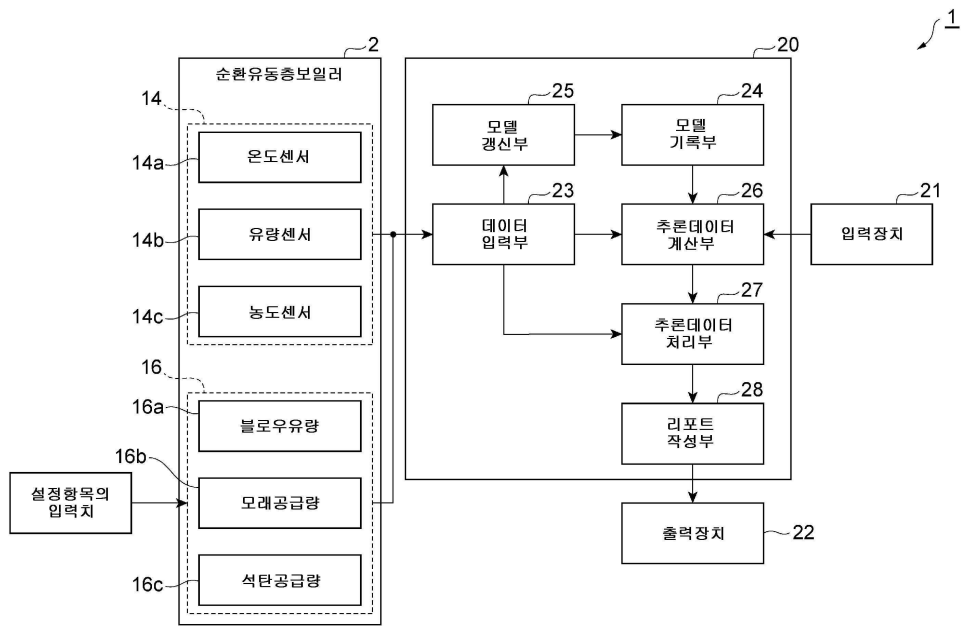 1
2
20
순환유동층보일러
14
25
24
모델
갱신부
모델
기록부
14a
온도센서
23
26
21
14b
유량센서
데이터
입력부
추론데이터
계산부
입력장치
14c
농도센서
27
추론데이터
처리부
16
16a
블로우유량
28
리포트
작성부
16b
설정항목의
입력치
모래공급량
출력장치
22
16c
석탄공급량